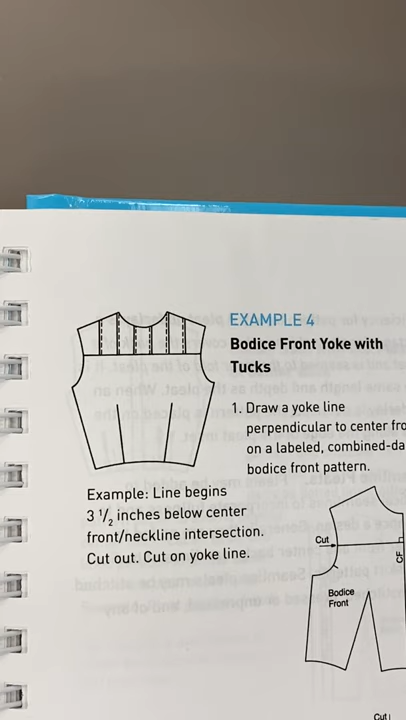 EXAMPLE 4
Bodice Front Yoke with
Tucks
1. Draw a yoke line
perpendicular to center fro
on a labeled, combined-da
bodice front pattern.
Example: Line begins
3 1/2 inches below center
front/neckline intersection.
Cut out. Cut on yoke line.
Cut
CF
Bodice
Front
Cut